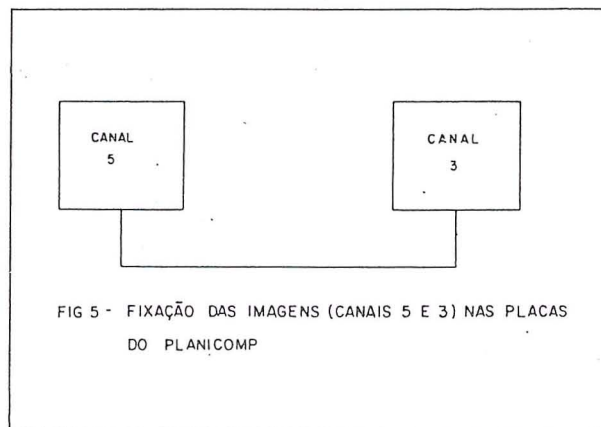 CANAL
5
CANAL
3
FIG 5 - FIXAÇÃO DAS IMAGENS (CANAIS 5 E 3) NAS PLACAS
DO PLANICOMP